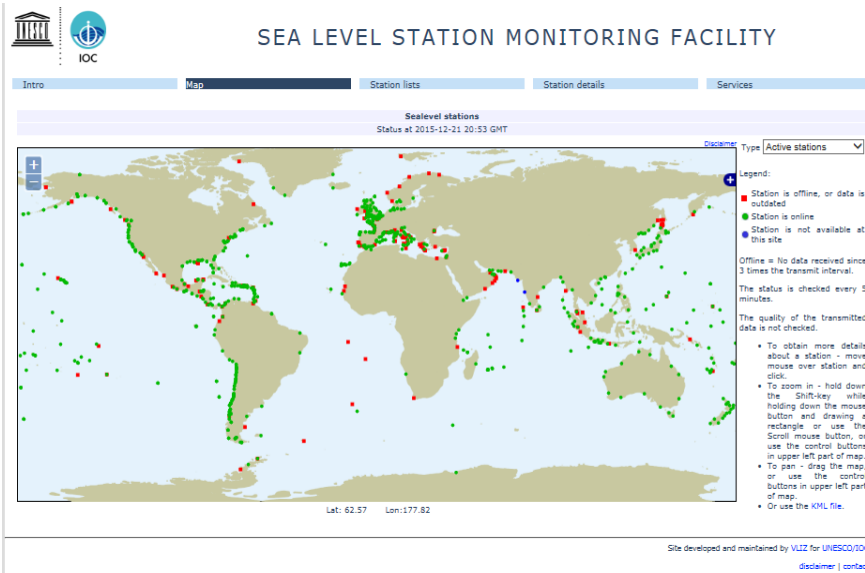 UNESCO
IOC
SEA LEVEL STATION MONITORING FACILITY
Intro
Map
Station lists
Station details
Services
Sealevel stations
Status at 2015-12-21 20:53 GMT
Disclaimer
Type Active stations
Legend:
Station is offline, or data is
outdated
Station is online
Station is not available at
this site
Offline = No data received since
3 times the transmit interval.
The status is checked every 5
minutes.
The quality of the transmitted
data is not checked.
• To obtain more details
about a station - move
mouse over station and
click.
• To zoom in - hold down
the Shift-key while
holding down the mouse
button and drawing a
rectangle or use the
Scroll mouse button, or
use the control buttons
in upper left part of map.
• To pan - drag the map,
or use the control
buttons in upper left part
of map.
• Or use the KML file.
Lat: 62.57 Lon:177.82
Site developed and maintained by VLIZ for UNESCO/IOC
disclaimer | contac